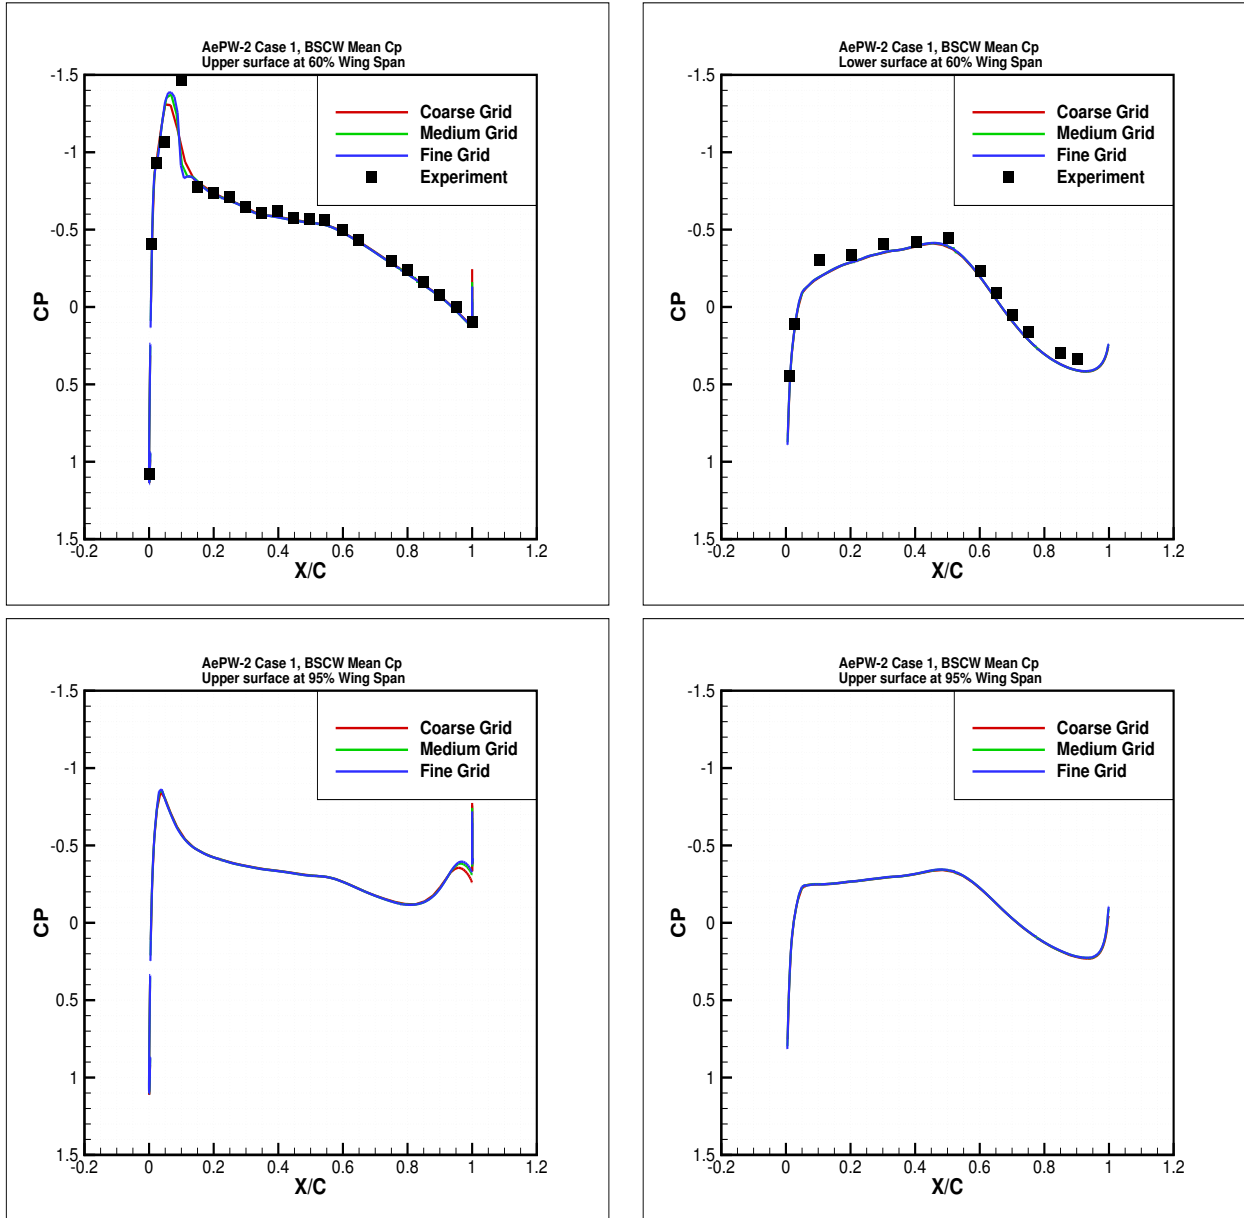 AePW-2 Case 1, BSCW Mean Cp
Upper surface at 60% Wing Span
-1.5
-1
-0.5
0
0.5
1
1.5
CP
Coarse Grid
Medium Grid
Fine Grid
Experiment
-0.2 0 0.2 0.4 0.6 0.8 1 1.2
X/C
AePW-2 Case 1, BSCW Mean Cp
Lower surface at 60% Wing Span
-1.5
-1
-0.5
0
0.5
1
1.5
CP
Coarse Grid
Medium Grid
Fine Grid
Experiment
-0.2 0 0.2 0.4 0.6 0.8 1 1.2
X/C
AePW-2 Case 1, BSCW Mean Cp
Upper surface at 95% Wing Span
-1.5
-1
-0.5
0
0.5
1
1.5
CP
Coarse Grid
Medium Grid
Fine Grid
-0.2 0 0.2 0.4 0.6 0.8 1 1.2
X/C
AePW-2 Case 1, BSCW Mean Cp
Upper surface at 95% Wing Span
-1.5
-1
-0.5
0
0.5
1
1.5
CP
Coarse Grid
Medium Grid
Fine Grid
-0.2 0 0.2 0.4 0.6 0.8 1 1.2
X/C